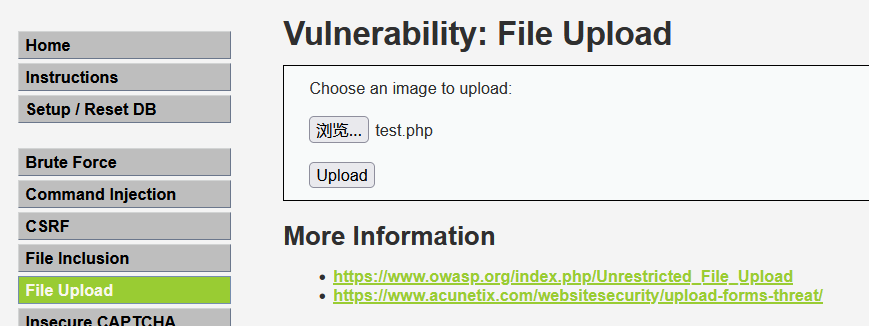 Home
Instructions
Setup / Reset DB
Brute Force
Command Injection
CSRF
File Inclusion
File Upload
Insecure CAPTCHA
Vulnerability: File Upload
Choose an image to upload:
浏览... test.php
Upload
More Information
https://www.owasp.org/index.php/Unrestricted_File_Upload
https://www.acunetix.com/websitesecurity/upload-forms-threat/